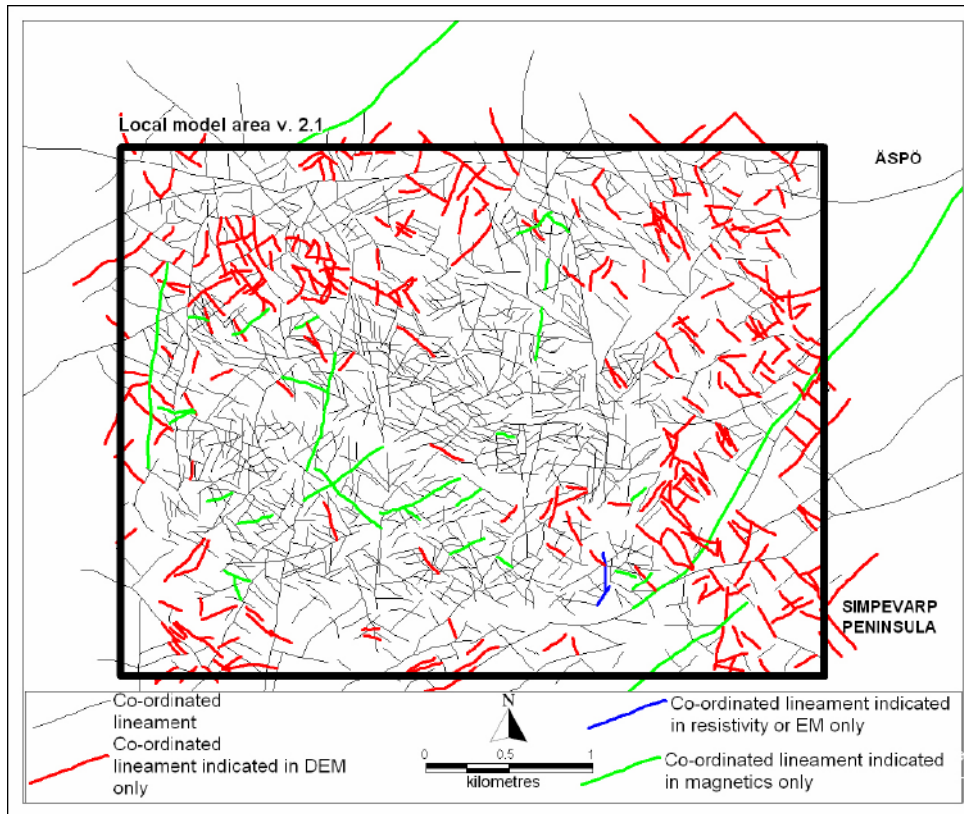 Local model area v. 2.1
ÄSPÖ
SIMPEVARP
PENINSULA
Co-ordinated
lineament
Co-ordinated
lineament indicated in DEM
only
N
0 0.5 1
kilometres
Co-ordinated lineament indicated
in resistivity or EM only
Co-ordinated lineament indicated
in magnetics only